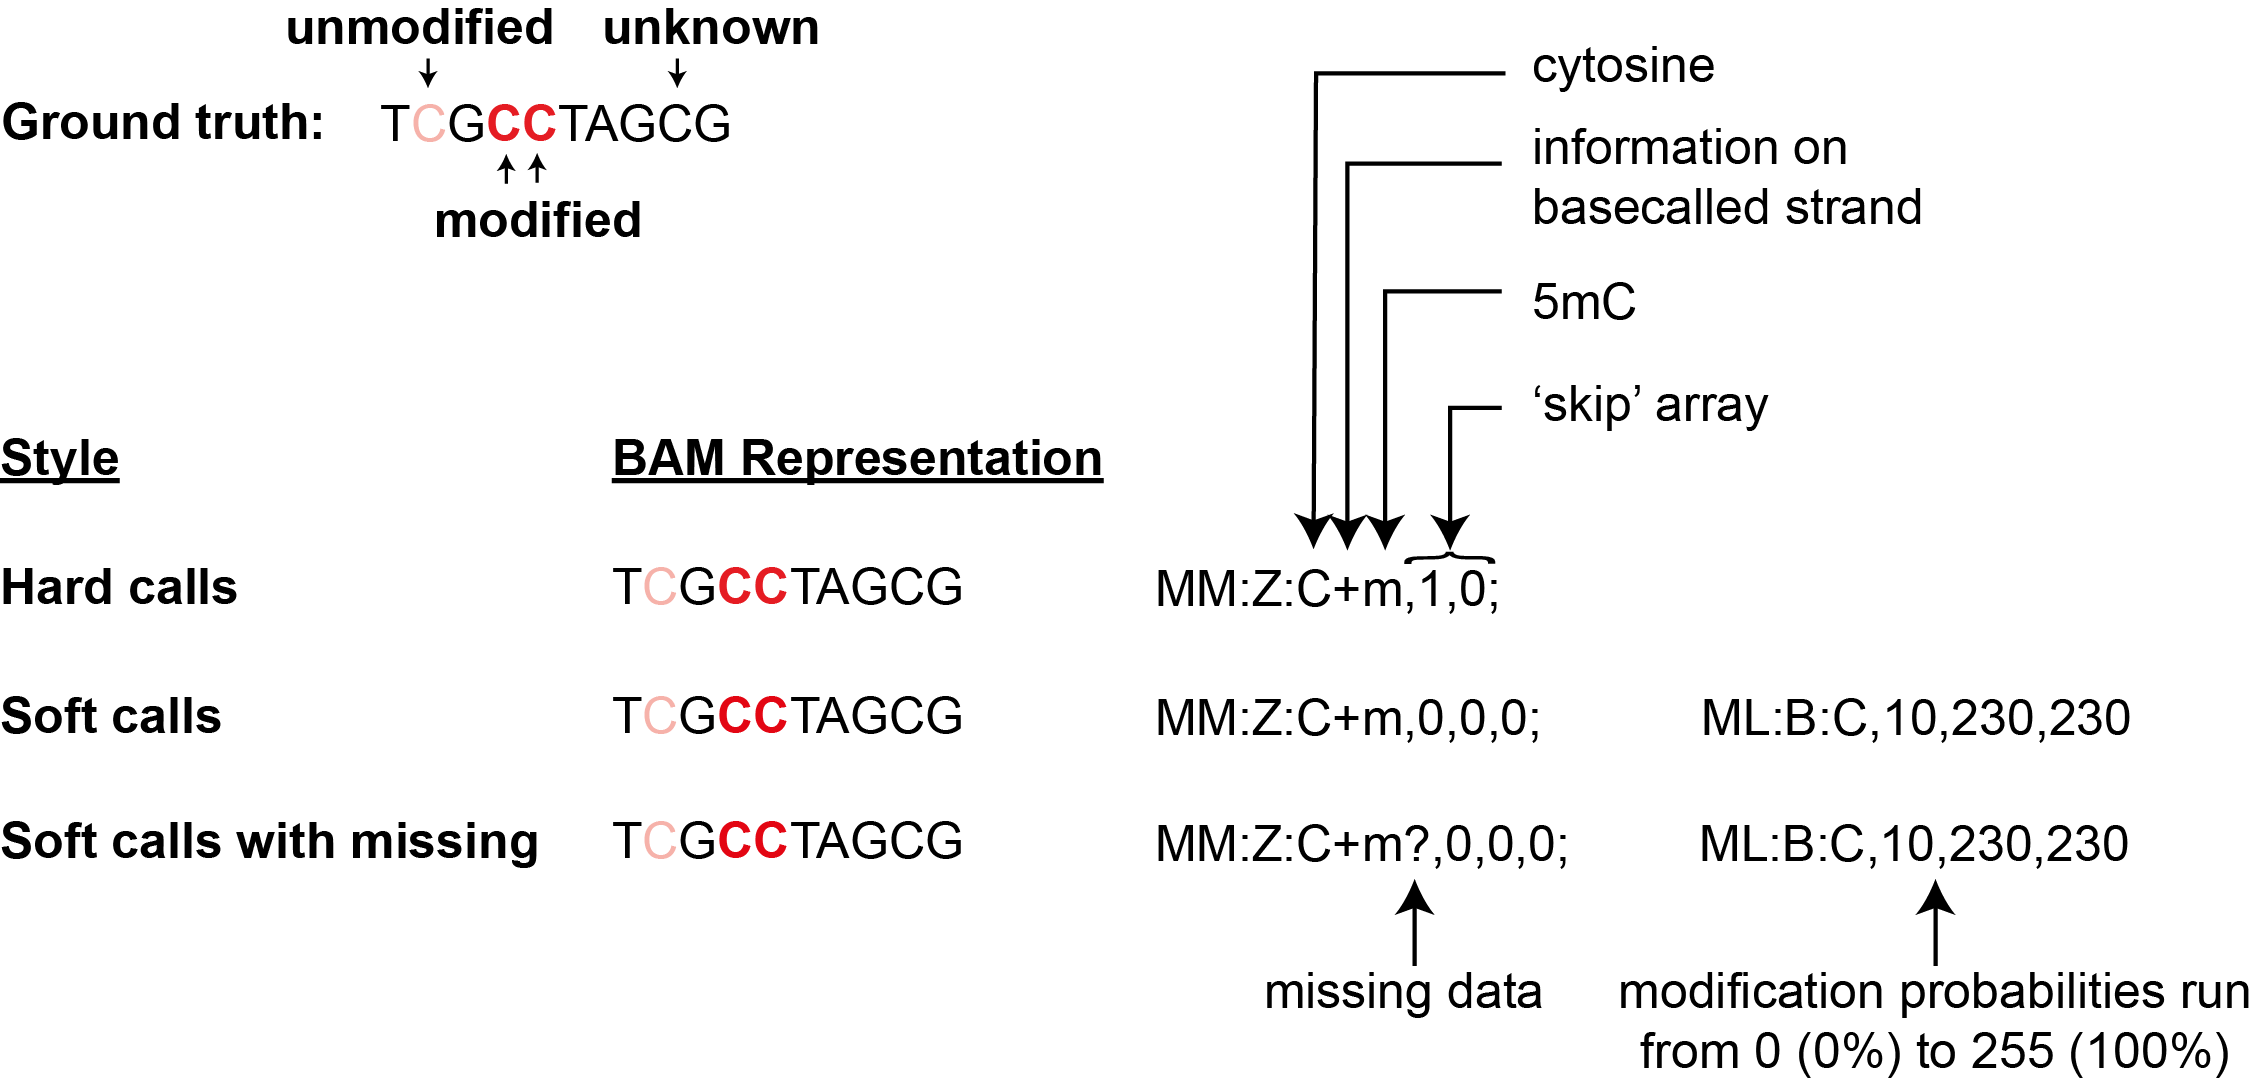 unmodified unknown
Ground truth: TCGCCTAGCG
modified
cytosine
information on
basecalled strand
5mC
‘skip’ array
Style BAM Representation
Hard calls TCGCCTAGCG MM:Z:C+m,1,0;
Soft calls TCGCCTAGCG MM:Z:C+m,0,0,0; ML:B:C,10,230,230
Soft calls with missing TCGCCTAGCG MM:Z:C+m?,0,0,0; ML:B:C,10,230,230
missing data
modification probabilities run
from 0 (0%) to 255 (100%)